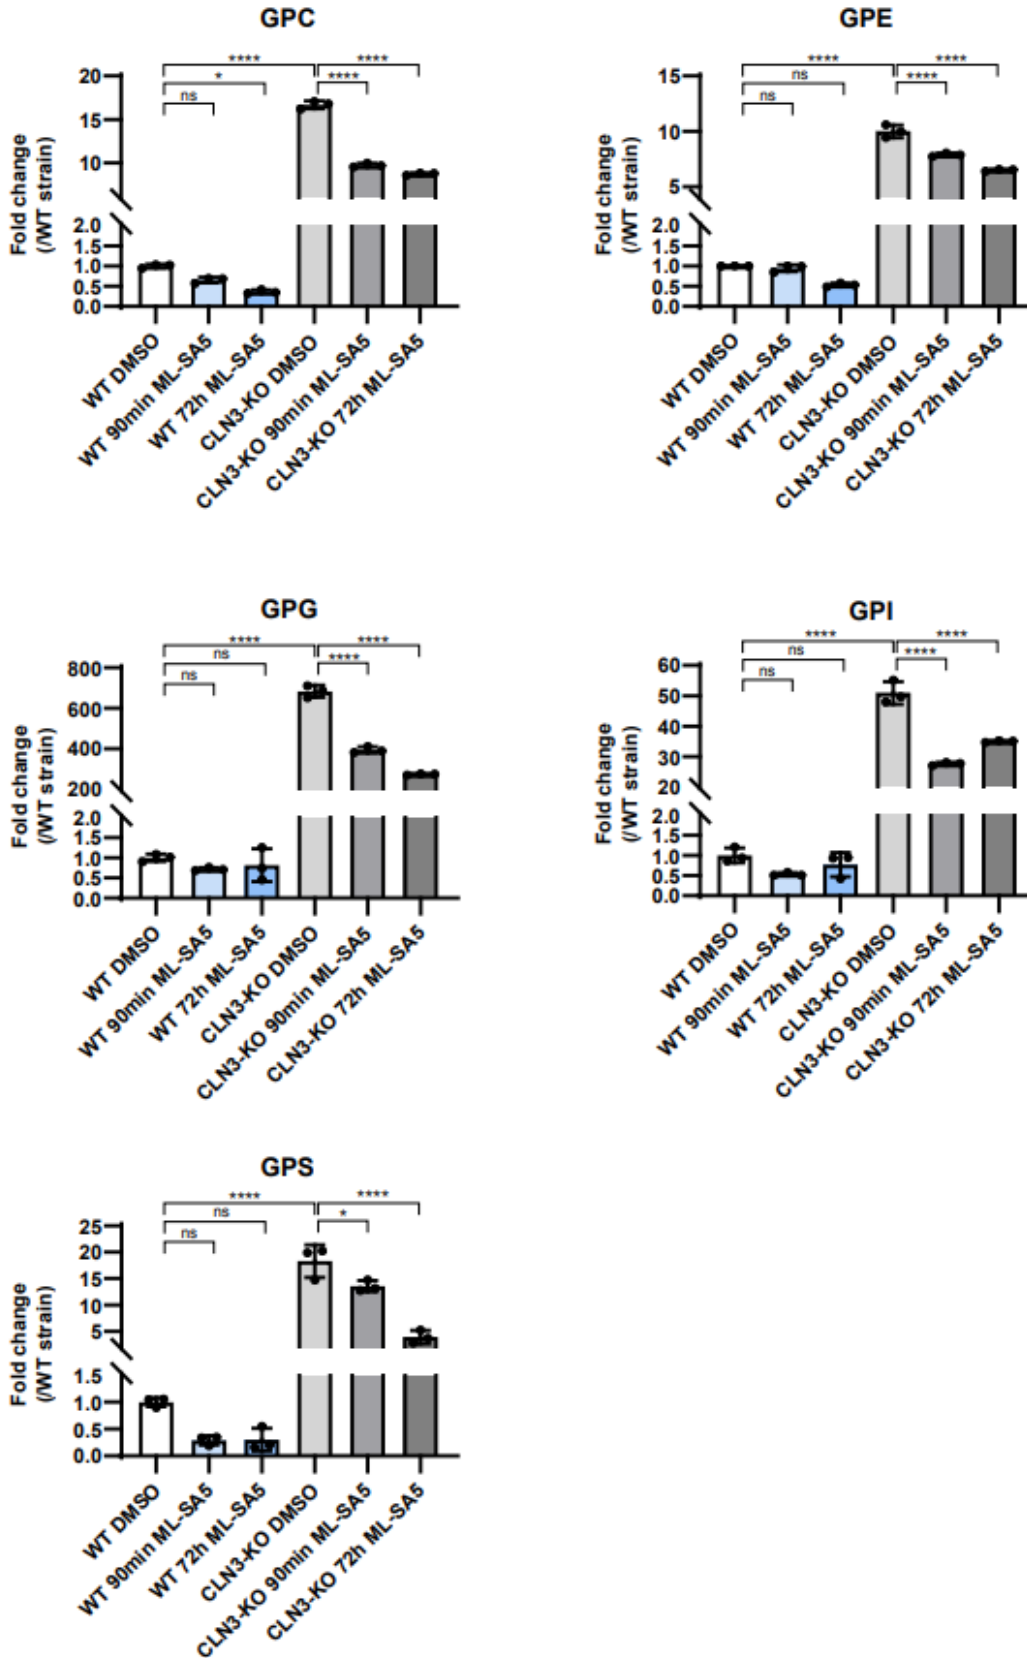 GPC
****
****
*
****
ns
Fold change
(/WT strain)
20
15
10
2.0
1.5
1.0
0.5
0.0
WT DMSO
WT 90min ML-SA5
WT 72h ML-SA5
CLN3-KO DMSO
CLN3-KO 90min ML-SA5
CLN3-KO 72h ML-SA5
GPE
****
****
ns
****
ns
Fold change
(/WT strain)
15
10
5
2.0
1.5
1.0
0.5
0.0
WT DMSO
WT 90min ML-SA5
WT 72h ML-SA5
CLN3-KO DMSO
CLN3-KO 90min ML-SA5
CLN3-KO 72h ML-SA5
GPG
****
****
ns
****
ns
Fold change
(/WT strain)
800
600
400
200
2.0
1.5
1.0
0.5
0.0
WT DMSO
WT 90min ML-SA5
WT 72h ML-SA5
CLN3-KO DMSO
CLN3-KO 90min ML-SA5
CLN3-KO 72h ML-SA5
GPI
****
****
ns
****
ns
Fold change
(/WT strain)
60
50
40
30
20
2.0
1.5
1.0
0.5
0.0
WT DMSO
WT 90min ML-SA5
WT 72h ML-SA5
CLN3-KO DMSO
CLN3-KO 90min ML-SA5
CLN3-KO 72h ML-SA5
GPS
****
****
ns
*
ns
Fold change
(/WT strain)
25
20
15
10
5
1.5
1.0
0.5
0.0
WT DMSO
WT 90min ML-SA5
WT 72h ML-SA5
CLN3-KO DMSO
CLN3-KO 90min ML-SA5
CLN3-KO 72h ML-SA5